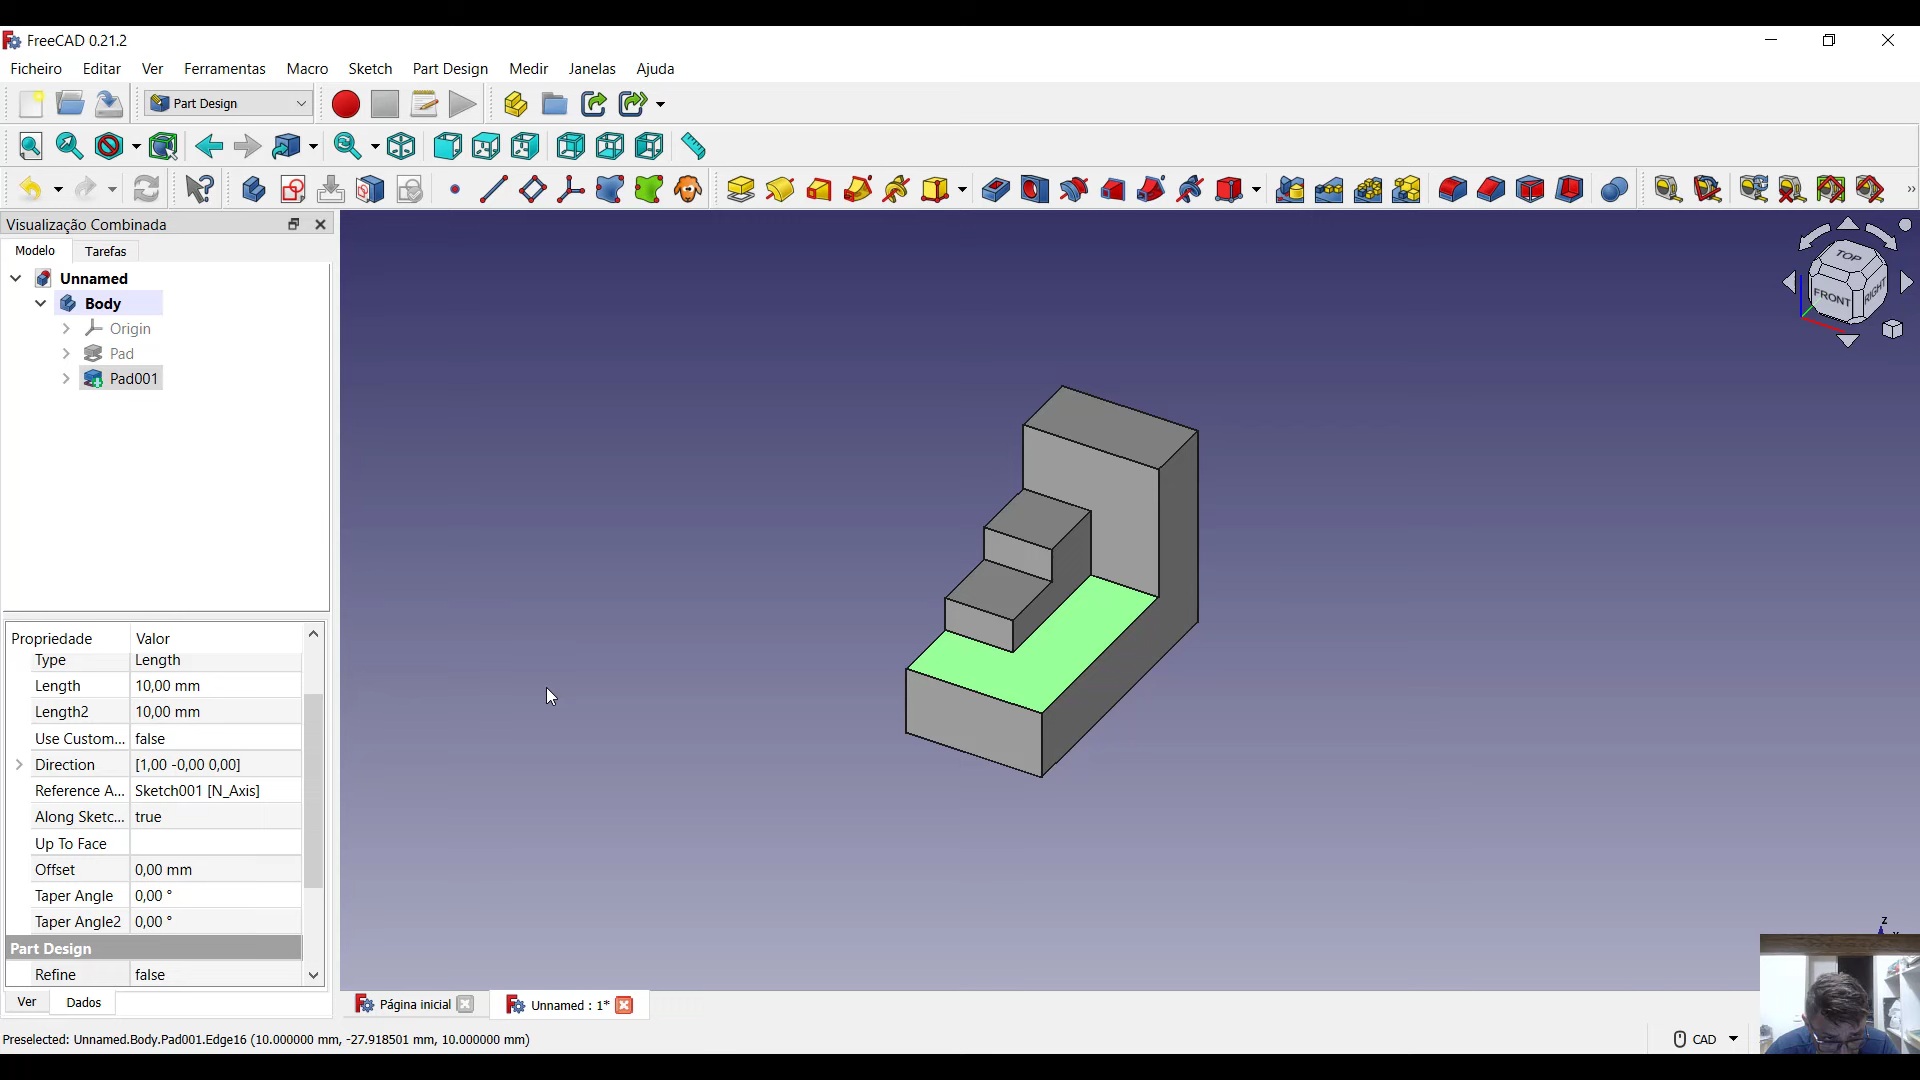 FreeCAD 0.21.2
Ficheiro Editar Ver Ferramentas Macro Sketch Part Design Medir Janelas Ajuda
Part Design
Visualização Combinada
Modelo Tarefas
Unnamed
Body
Origin
Pad
Pad001
TOP
FRONT RIGHT
Propriedade Valor
Type Length
Length 10,00 mm
Length2 10,00 mm
Use Custom... false
Direction [1,00 -0,00 0,00]
Reference A... Sketch001 [N_Axis]
Along Sketc... true
Up To Face
Offset 0,00 mm
Taper Angle 0,00 °
Taper Angle2 0,00 °
Part Design
Refine false
Ver Dados
Página inicial Unnamed : 1*
z
Preselected: Unnamed.Body.Pad001.Edge16 (10.000000 mm, -27.918501 mm, 10.000000 mm)
CAD